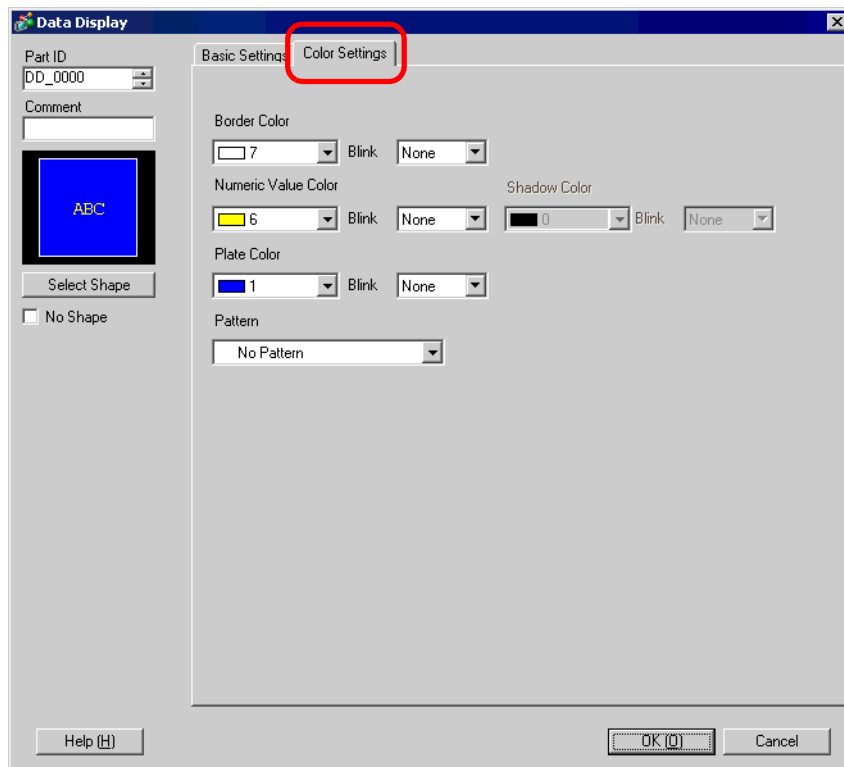 Data Display
Part ID
DD_0000
Comment
ABC
Select Shape
No Shape
Basic Settings
Color Settings
Border Color
7 Blink None
Numeric Value Color Shadow Color
6 Blink None 0 Blink None
Plate Color
1 Blink None
Pattern
No Pattern
Help (H) OK (O) Cancel